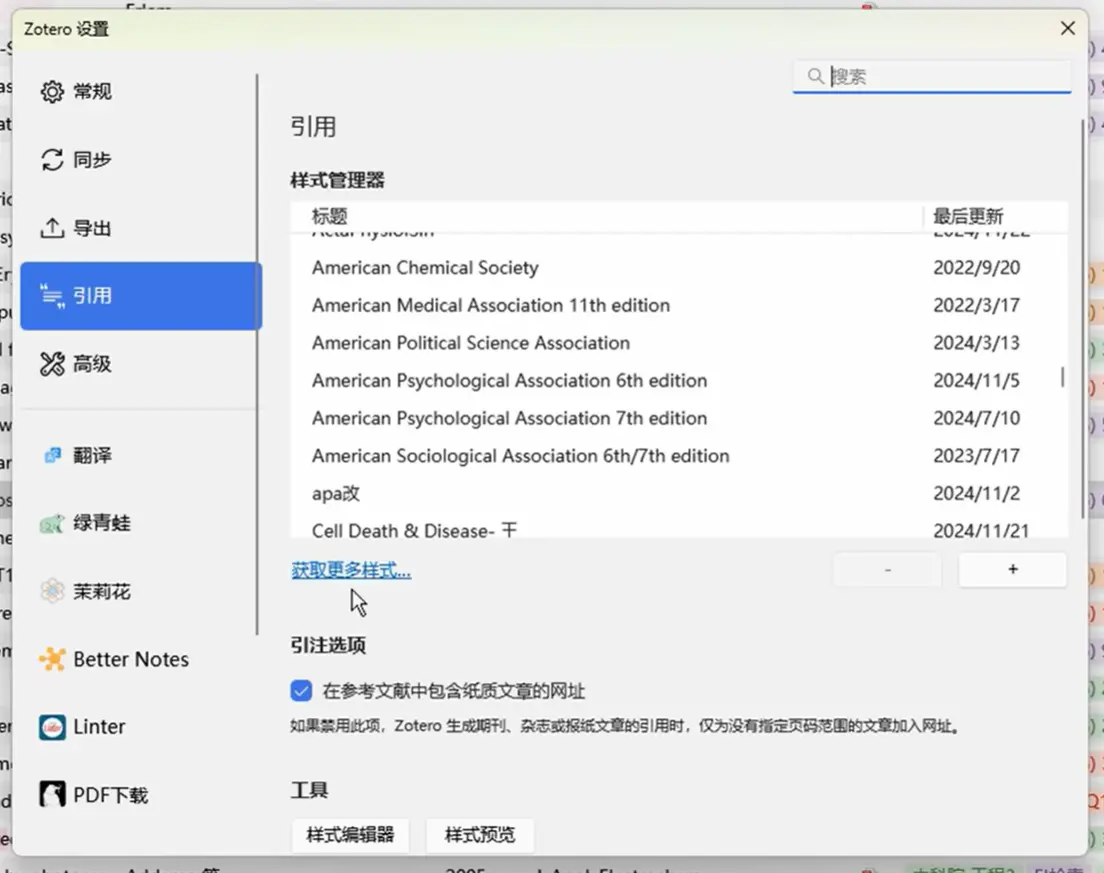 Zotero 设置
常规
同步
导出
引用
高级
翻译
绿青蛙
茉莉花
Better Notes
Linter
PDF下载
搜索
引用
样式管理器
标题 最后更新
American Chemical Society 2022/9/20
American Medical Association 11th edition 2022/3/17
American Political Science Association 2024/3/13
American Psychological Association 6th edition 2024/11/5
American Psychological Association 7th edition 2024/7/10
American Sociological Association 6th/7th edition 2023/7/17
apa改 2024/11/2
Cell Death & Disease- 王 2024/11/21
获取更多样式...
- +
引注选项
在参考文献中包含纸质文章的网址
如果禁用此项，Zotero 生成期刊、杂志或报纸文章的引用时，仅为没有指定页码范围的文章加入网址。
工具
样式编辑器 样式预览